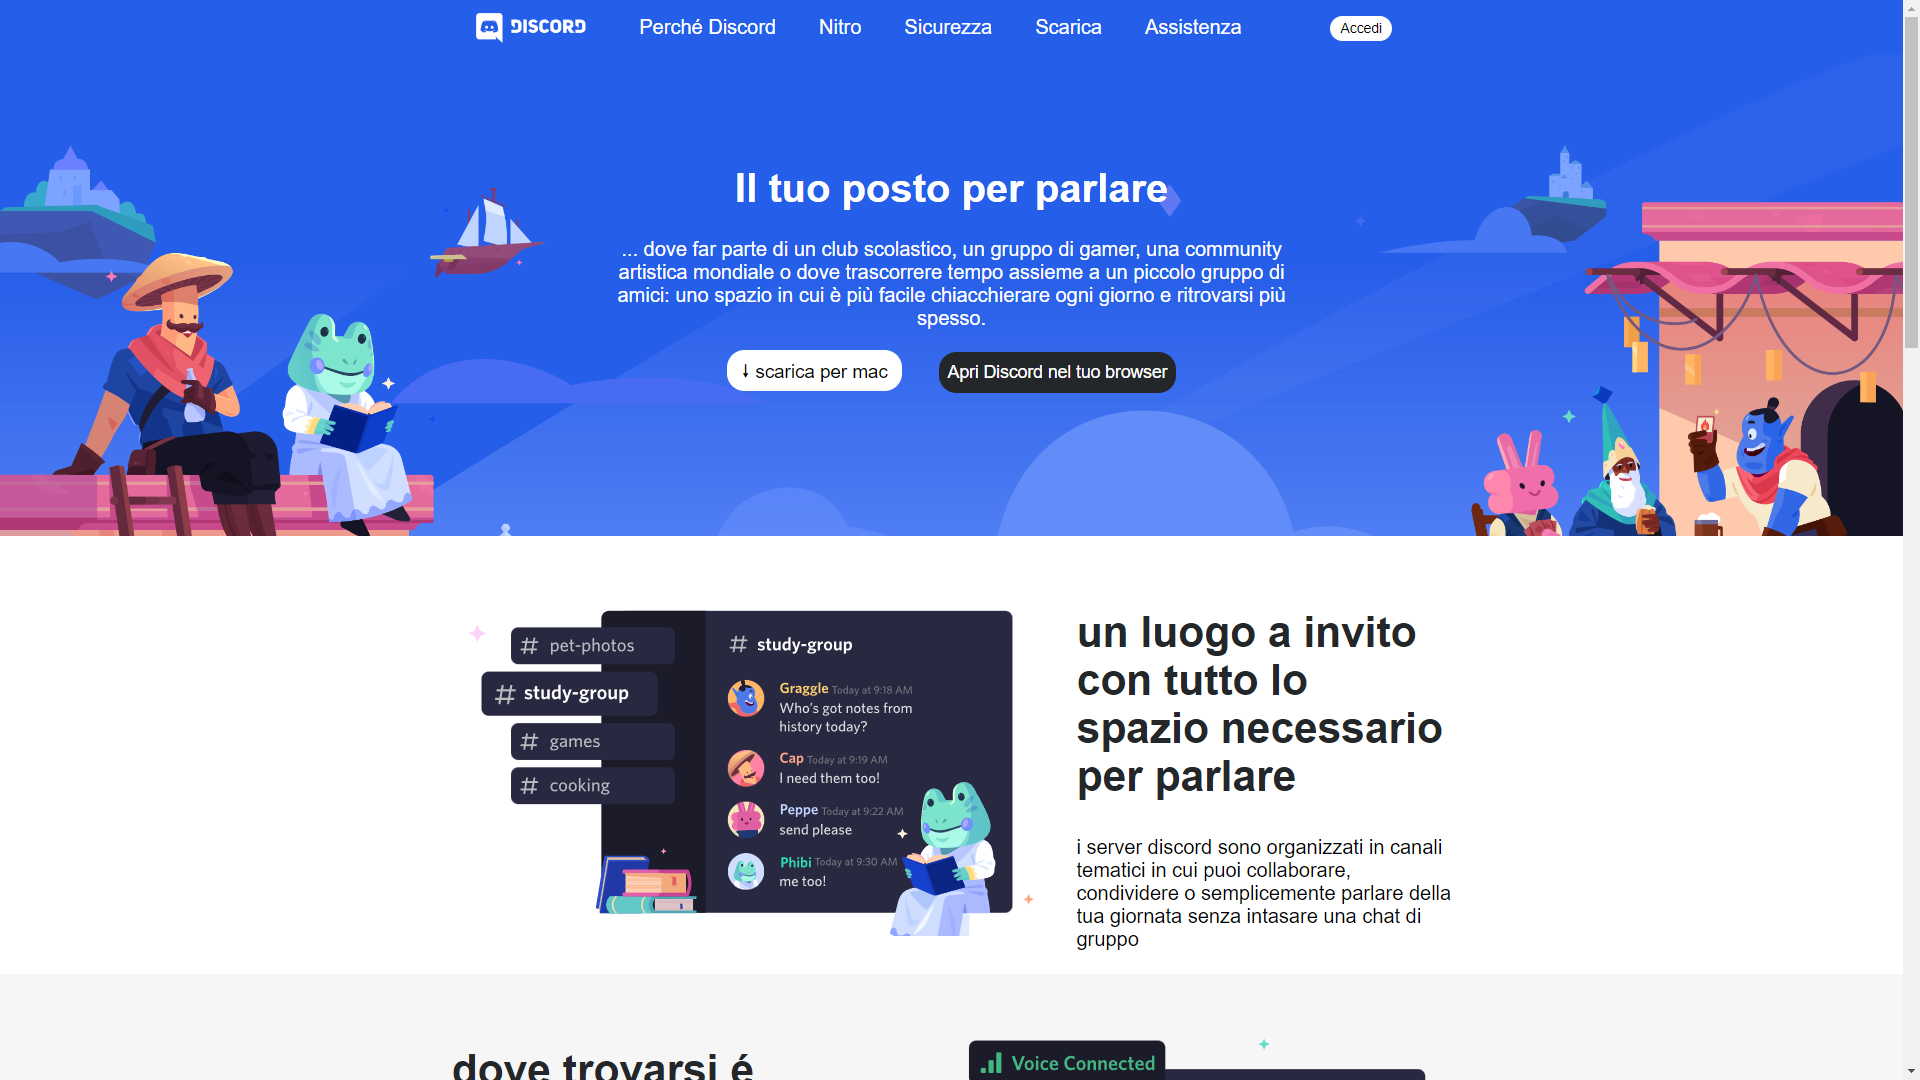 DISCORD
Perché Discord
Nitro
Sicurezza
Scarica
Assistenza
Accedi
Il tuo posto per parlare
... dove far parte di un club scolastico, un gruppo di gamer, una community
artistica mondiale o dove trascorrere tempo assieme a un piccolo gruppo di
amici: uno spazio in cui è più facile chiacchierare ogni giorno e ritrovarsi più
spesso.
scarica per mac
Apri Discord nel tuo browser
# pet-photos
# study-group
# games
# cooking
# study-group
Graggle Today at 9:18 AM
Who's got notes from
history today?
Cap Today at 9:19 AM
I need them too!
Peppe Today at 9:22 AM
send please
Phibi Today at 9:30 AM
me too!
un luogo a invito
con tutto lo
spazio necessario
per parlare
i server discord sono organizzati in canali
tematici in cui puoi collaborare,
condividere o semplicemente parlare della
tua giornata senza intasare una chat di
gruppo
dove trovarsi é
Voice Connected